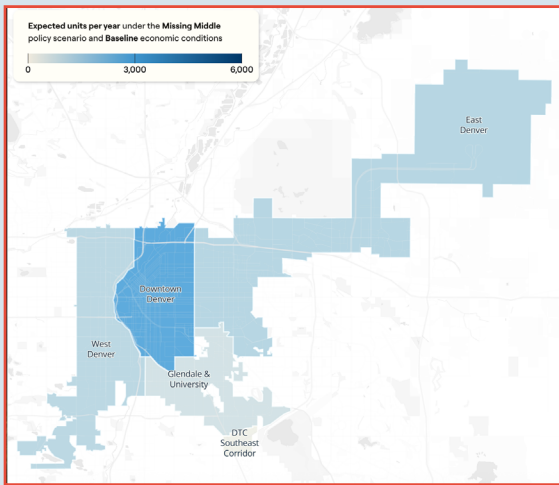 Expected units per year under the Missing Middle
policy scenario and Baseline economic conditions
0 3,000 6,000
East
Denver
Downtown
Denver
West
Denver
Glendale &
University
DTC
Southeast
Corridor